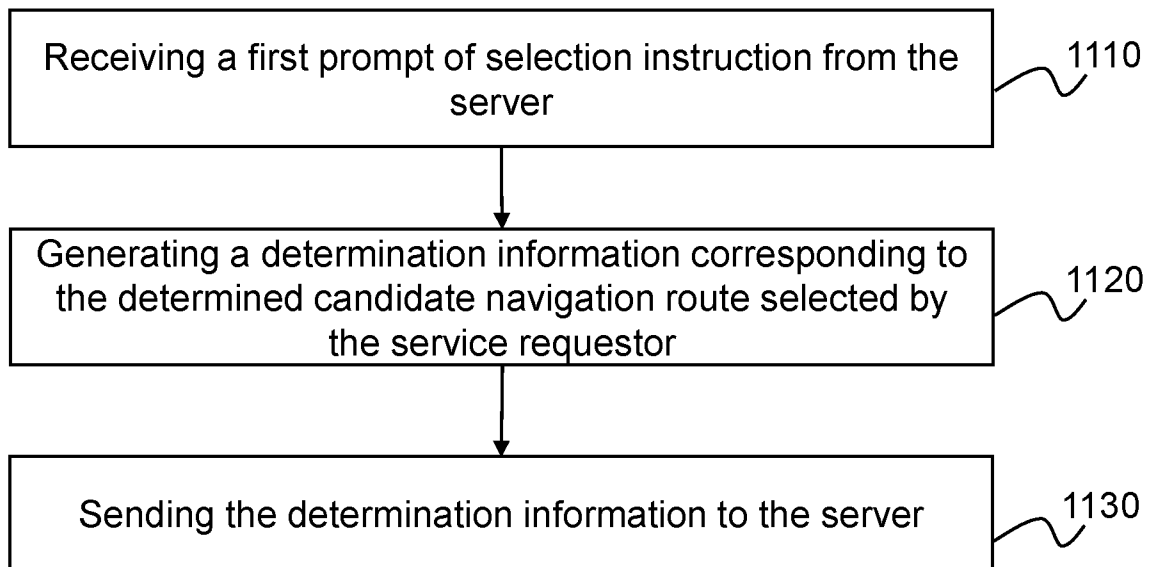 Receiving a first prompt of selection instruction from the
server
1110
Generating a determination information corresponding to
the determined candidate navigation route selected by
the service requestor
1120
Sending the determination information to the server
1130